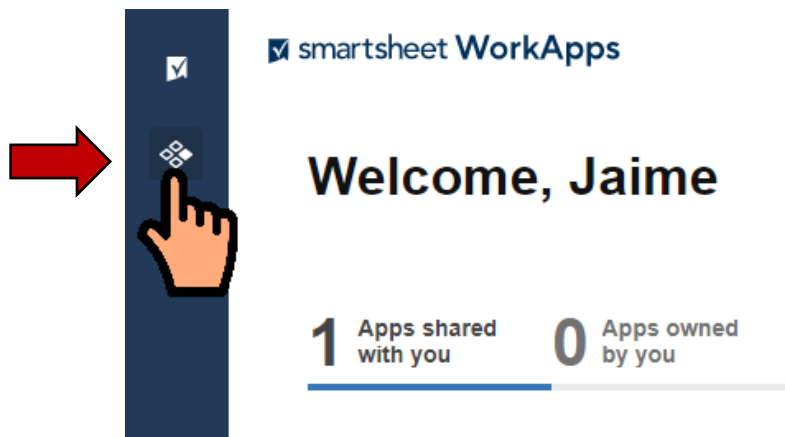 smartsheet WorkApps
Welcome, Jaime
1 Apps shared with you
0 Apps owned by you